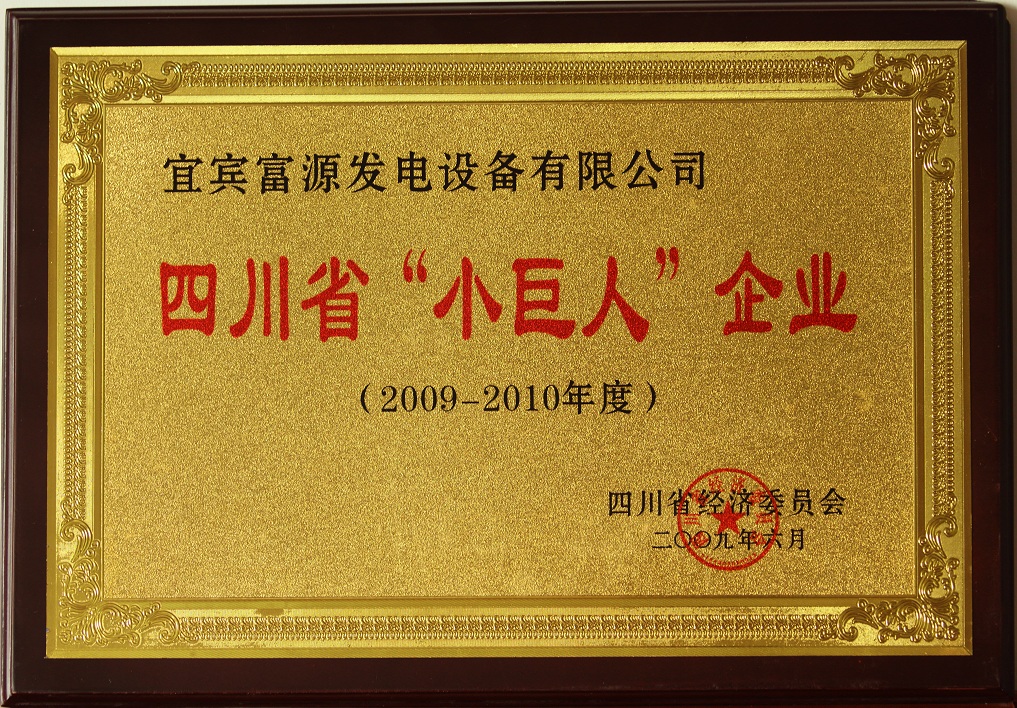 宜宾富源发电设备有限公司
四川省“小巨人”企业
（2009-2010年度）
四川省经济委员会
二〇〇九年六月